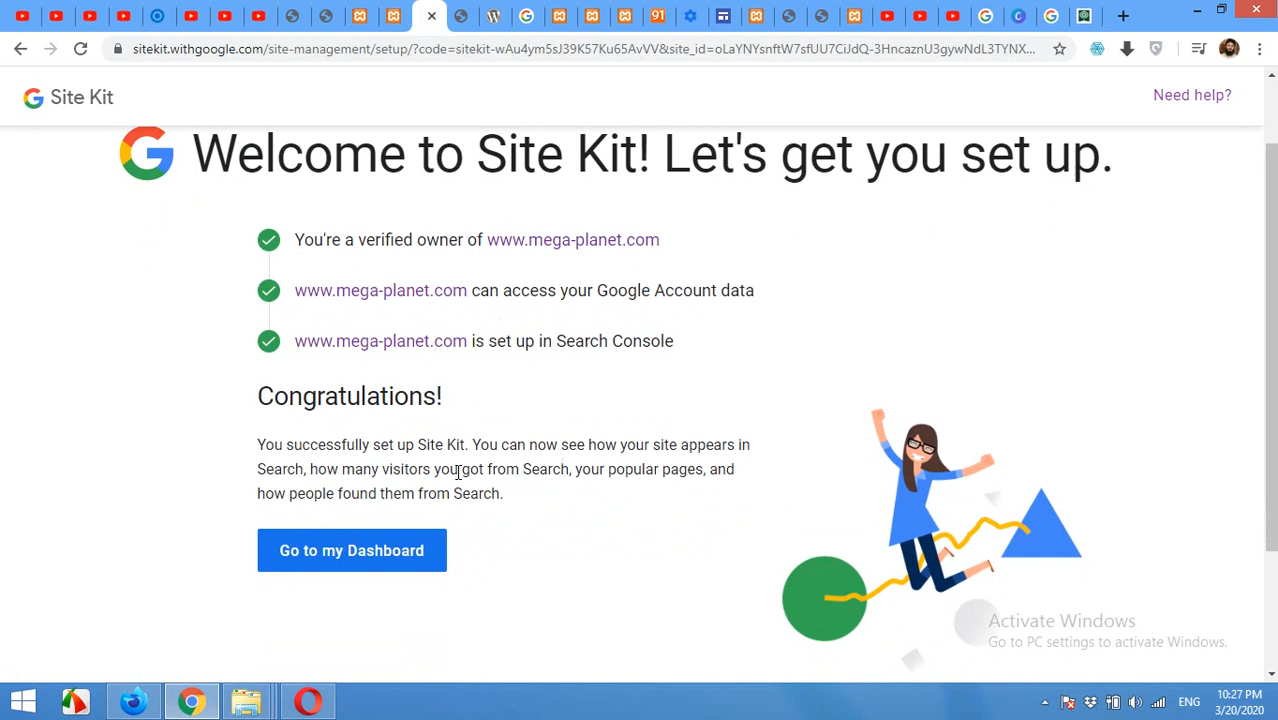 91
sitekit.withgoogle.com/site-management/setup/?code=sitekit-wAu4ym5sJ39K57Ku65AvVV&site_id=oLaYNYsnftW7sfUU7CiJdQ-3HncaznU3gywNdL3TYNX...
Site Kit
Need help?
Welcome to Site Kit! Let's get you set up.
You're a verified owner of www.mega-planet.com
www.mega-planet.com can access your Google Account data
www.mega-planet.com is set up in Search Console
Congratulations!
You successfully set up Site Kit. You can now see how your site appears in
Search, how many visitors you got from Search, your popular pages, and
how people found them from Search.
Go to my Dashboard
Activate Windows
Go to PC settings to activate Windows.
ENG
10:27 PM
3/20/2020